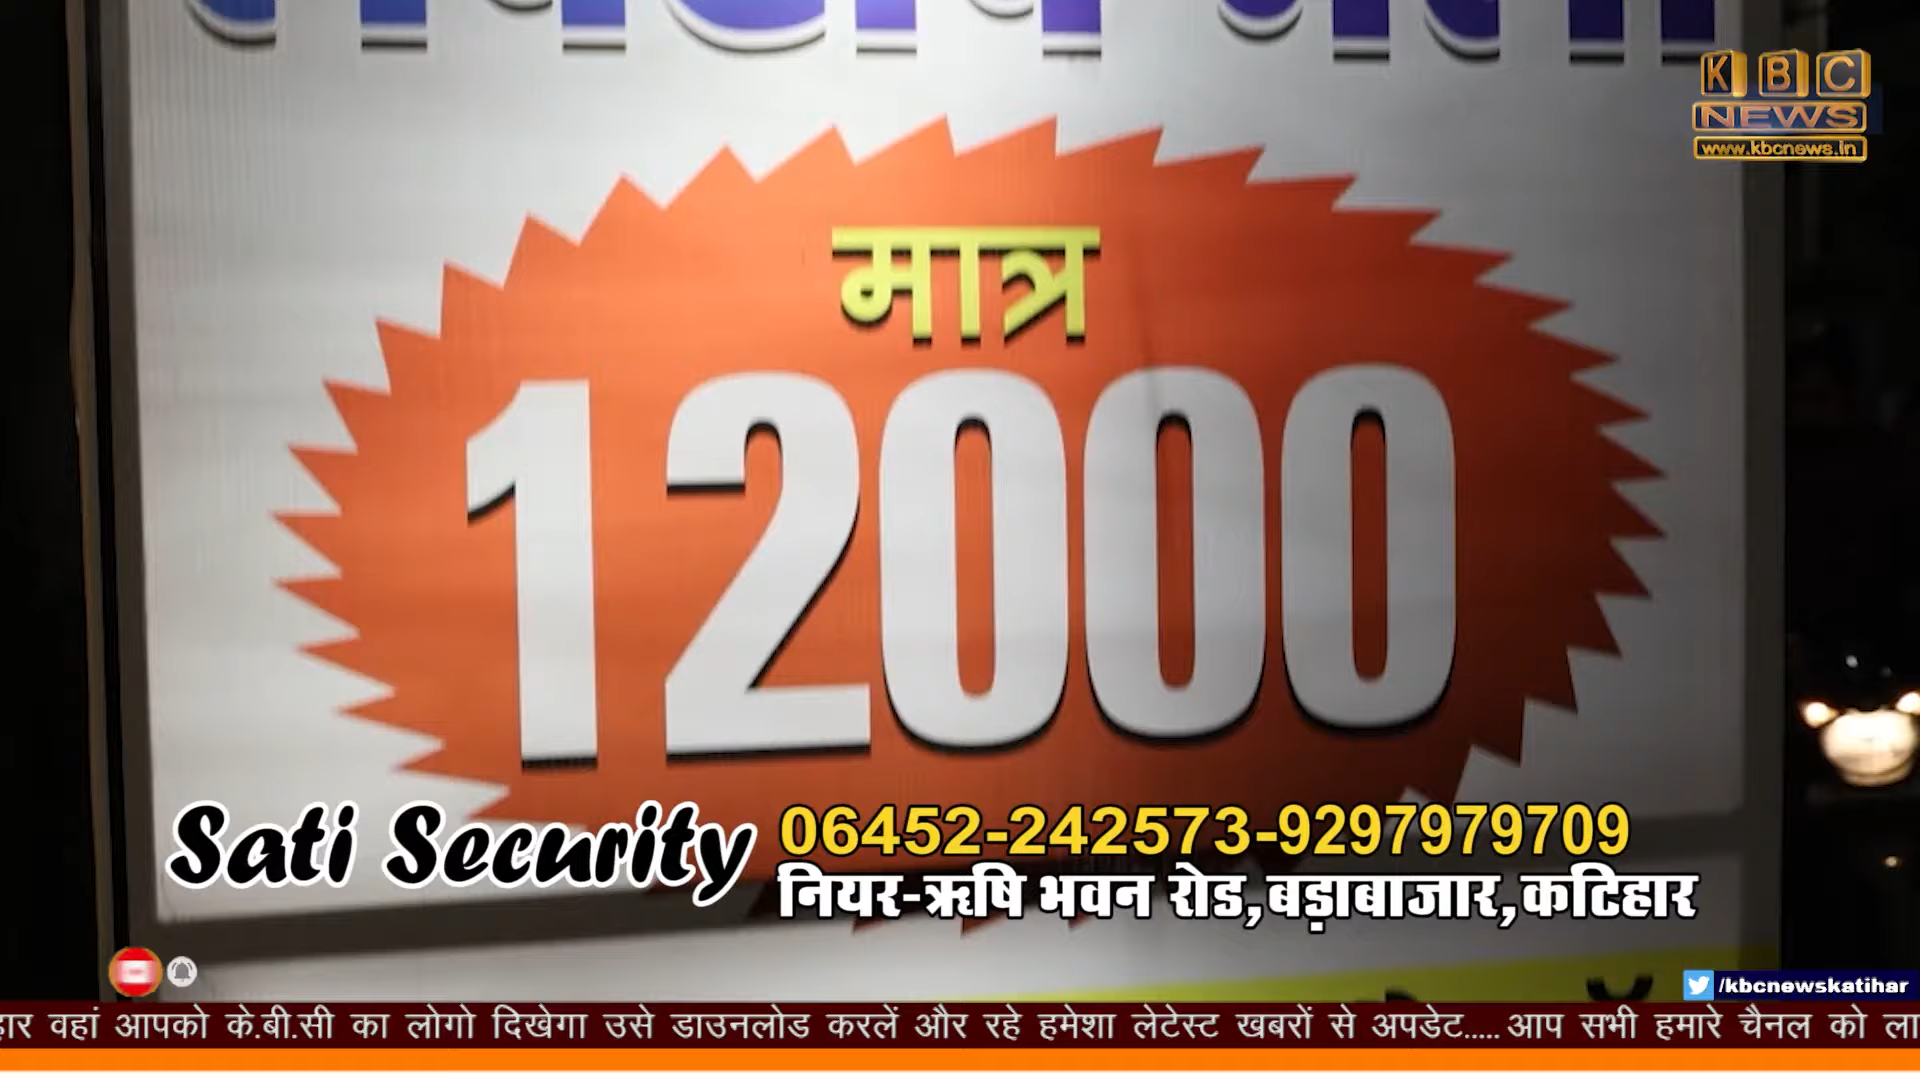 K B C
NEWS
www.kbcnews.in
मात्र
12000
Sati Security
06452-242573-9297979709
नियर-ऋषि भवन रोड,बड़ाबाजार,कटिहार
/kbcnewskatihar
वहां आपको के.बी.सी का लोगो दिखेगा उसे डाउनलोड करलें और रहे हमेशा लेटेस्ट खबरों से अपडेट..... आप सभी हमारे चैनल को